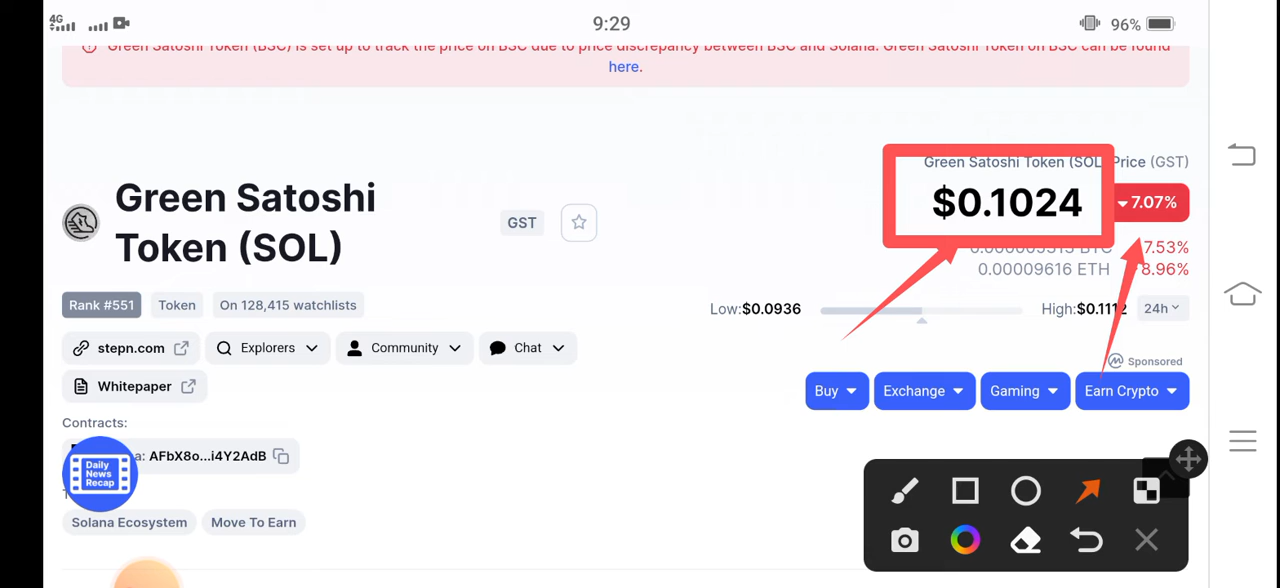 4G
9:29
96%
Green Satoshi Token (BSC) is set up to track the price on BSC due to price discrepancy between BSC and Solana. Green Satoshi Token on BSC can be found
here.
Green Satoshi Token (SOL) Price (GST)
Green Satoshi
Token (SOL)
GST
$0.1024
7.07%
BTC
7.53%
0.00009616 ETH
8.96%
Rank #551
Token
On 128,415 watchlists
Low:$0.0936
High:$0.1112
24h
stepn.com
Explorers
Community
Chat
Sponsored
Whitepaper
Buy
Exchange
Gaming
Earn Crypto
Contracts:
AFbX8o...i4Y2AdB
Daily
News
Recap
Solana Ecosystem
Move To Earn